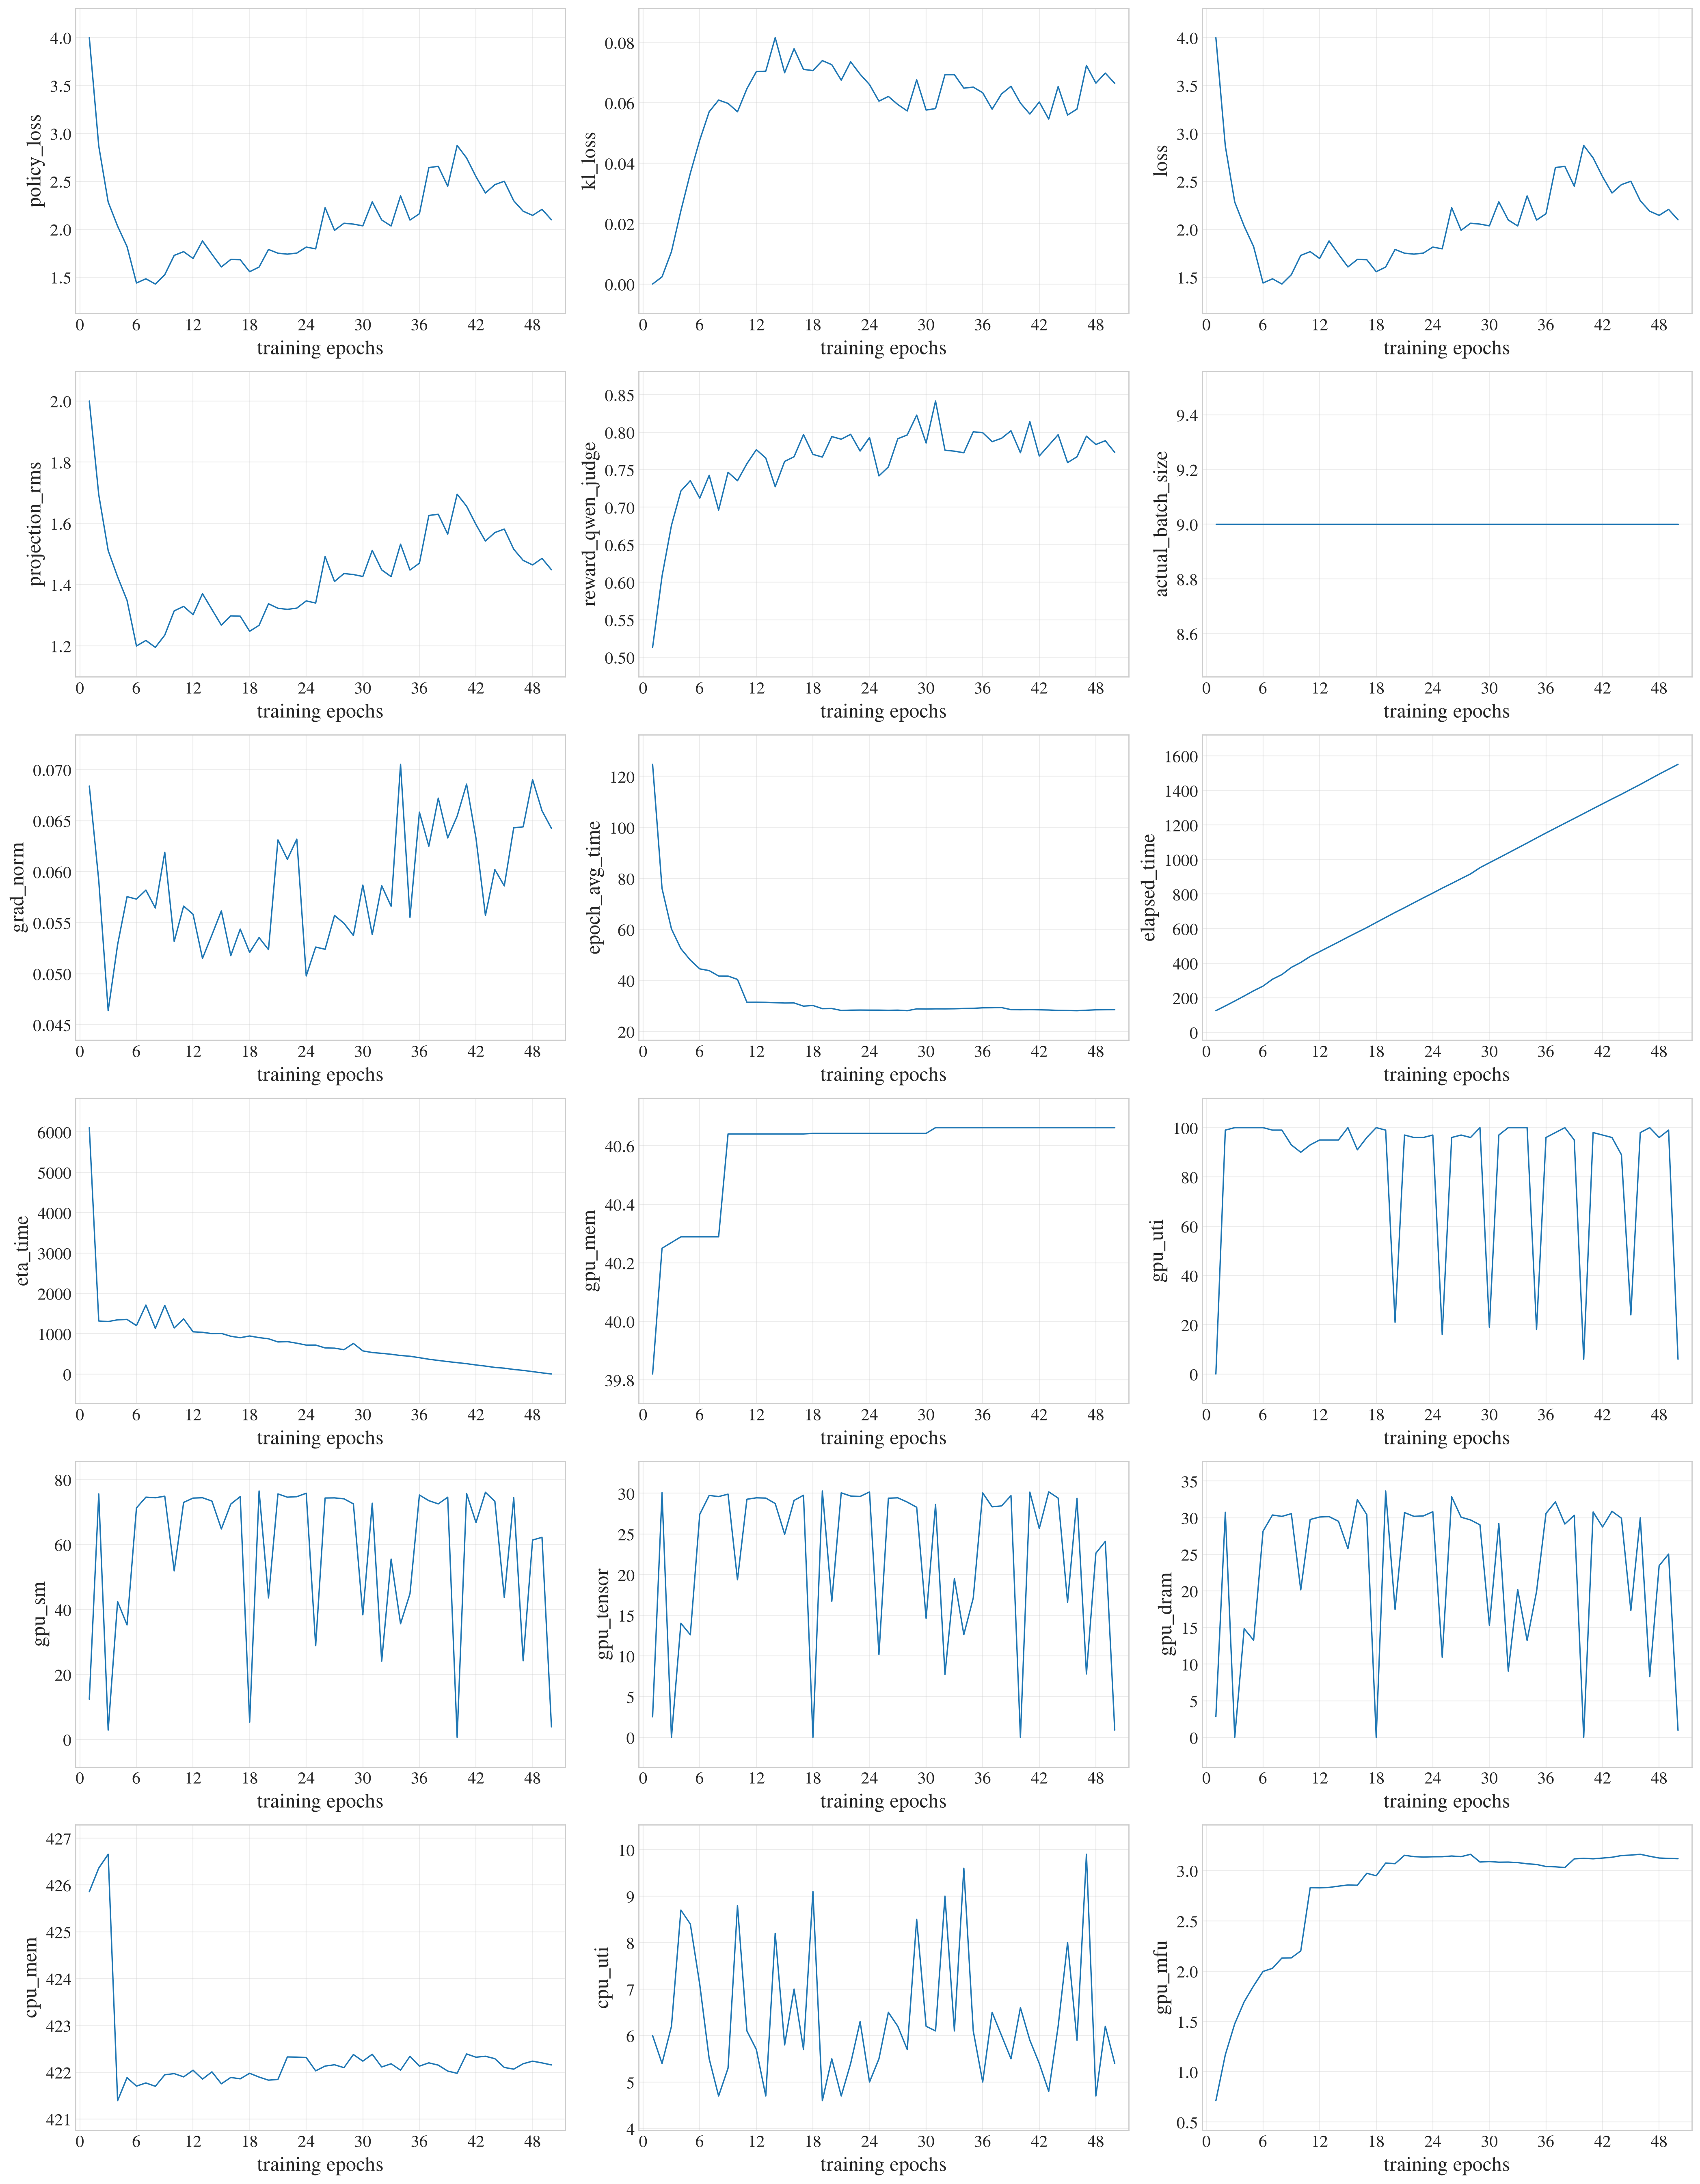 policy_loss
4.0
3.5
3.0
2.5
2.0
1.5
0 6 12 18 24 30 36 42 48
training epochs
kl_loss
0.08
0.06
0.04
0.02
0.00
0 6 12 18 24 30 36 42 48
training epochs
loss
4.0
3.5
3.0
2.5
2.0
1.5
0 6 12 18 24 30 36 42 48
training epochs
projection_rms
2.0
1.8
1.6
1.4
1.2
0 6 12 18 24 30 36 42 48
training epochs
reward_qwen_judge
0.85
0.80
0.75
0.70
0.65
0.60
0.55
0.50
0 6 12 18 24 30 36 42 48
training epochs
actual_batch_size
9.4
9.2
9.0
8.8
8.6
0 6 12 18 24 30 36 42 48
training epochs
grad_norm
0.070
0.065
0.060
0.055
0.050
0.045
0 6 12 18 24 30 36 42 48
training epochs
epoch_avg_time
120
100
80
60
40
20
0 6 12 18 24 30 36 42 48
training epochs
elapsed_time
1600
1400
1200
1000
800
600
400
200
0
0 6 12 18 24 30 36 42 48
training epochs
eta_time
6000
5000
4000
3000
2000
1000
0
0 6 12 18 24 30 36 42 48
training epochs
gpu_mem
40.6
40.4
40.2
40.0
39.8
0 6 12 18 24 30 36 42 48
training epochs
gpu_uti
100
80
60
40
20
0
0 6 12 18 24 30 36 42 48
training epochs
gpu_sm
80
60
40
20
0
0 6 12 18 24 30 36 42 48
training epochs
gpu_tensor
30
25
20
15
10
5
0
0 6 12 18 24 30 36 42 48
training epochs
gpu_dram
35
30
25
20
15
10
5
0
0 6 12 18 24 30 36 42 48
training epochs
cpu_mem
427
426
425
424
423
422
421
0 6 12 18 24 30 36 42 48
training epochs
cpu_uti
10
9
8
7
6
5
4
0 6 12 18 24 30 36 42 48
training epochs
gpu_mfu
3.0
2.5
2.0
1.5
1.0
0.5
0 6 12 18 24 30 36 42 48
training epochs